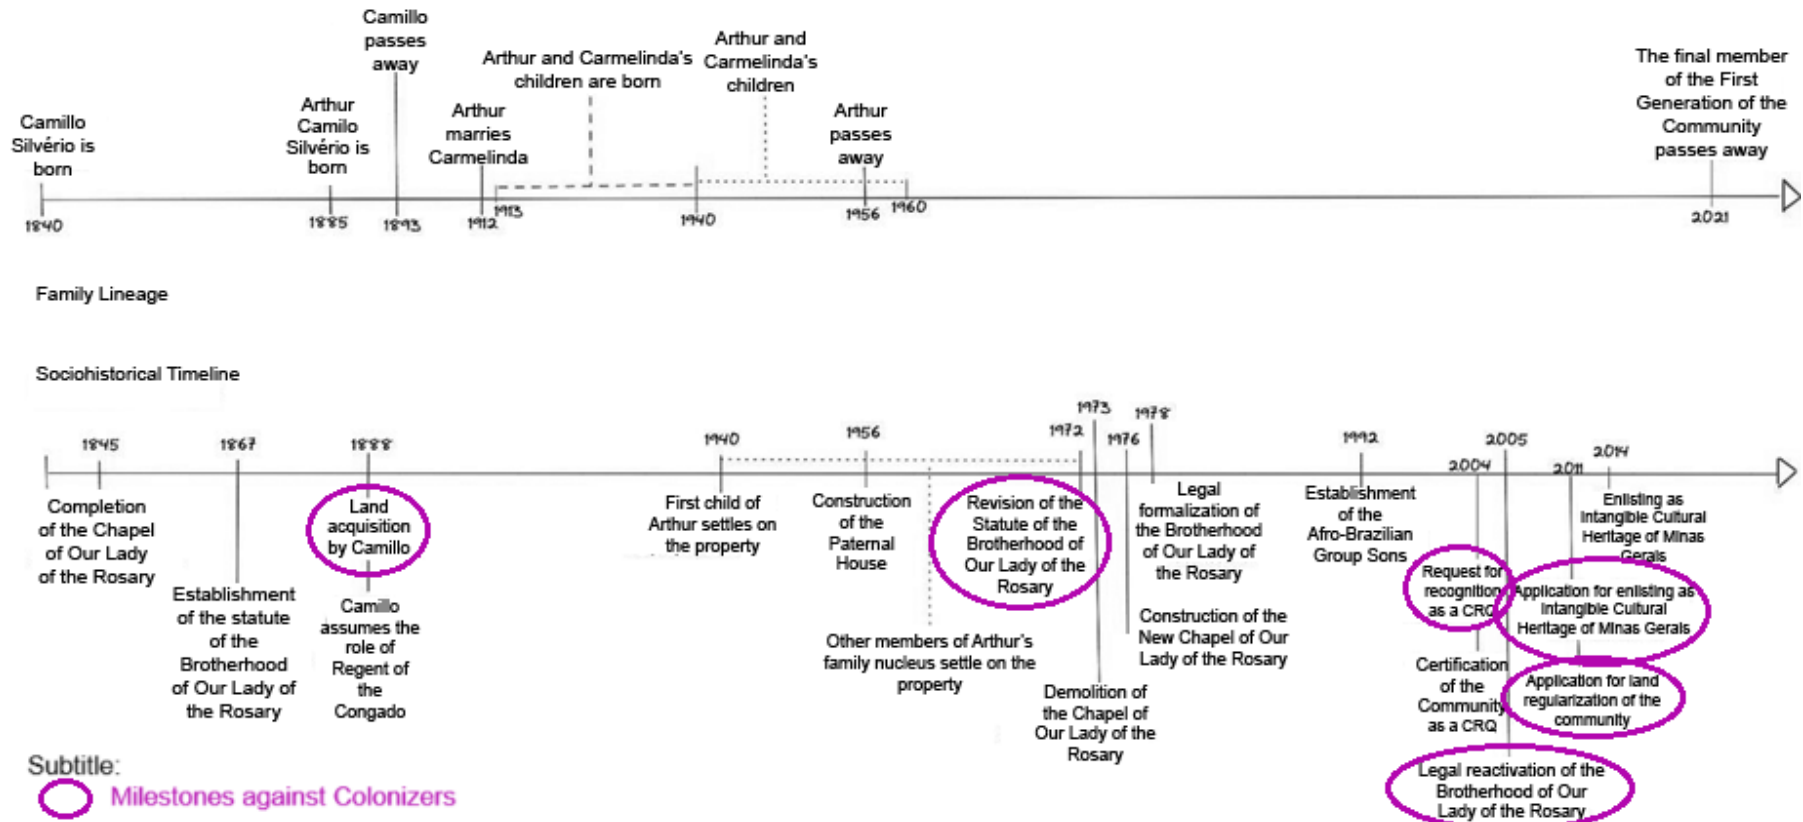 Camillo
Silvério is
born
Arthur
Camilo
Silvério is
born
Camillo
passes
away
Arthur
marries
Carmelinda
Arthur and Carmelinda's
children are born
Arthur and
Carmelinda's
children
Arthur
passes
away
The final member
of the First
Generation of the
Community
passes away
1840
1885
1893
1912
1913
1940
1956
1960
2021
Family Lineage
Sociohistorical Timeline
1845
1867
1888
1940
1956
1972
1973
1976
1978
1992
2004
2005
2011
2014
Completion
of the Chapel
of Our Lady
of the Rosary
Establishment
of the statute
of the
Brotherhood
of Our Lady of
the Rosary
Land
acquisition
by Camillo
Camillo
assumes the
role of
Regent of
the
Congado
First child of
Arthur settles on
the property
Construction
of the
Paternal
House
Other members of Arthur's
family nucleus settle on the
property
Revision of the
Statute of the
Brotherhood of
Our Lady of the
Rosary
Demolition of
the Chapel of
Our Lady of the
Rosary
Construction of the
New Chapel of Our
Lady of the Rosary
Legal
formalization of
the Brotherhood
of Our Lady of
the Rosary
Establishment
of the
Afro-Brazilian
Group Sons
Request for
recognition
as a CRQ
Certification
of the
Community
as a CRQ
Legal reactivation of the
Brotherhood of Our
Lady of the Rosary
Application for enlisting as
Intangible Cultural
Heritage of Minas Gerais
Application for land
regularization of the
community
Enlisting as
Intangible Cultural
Heritage of Minas
Gerais
Subtitle:
Milestones against Colonizers